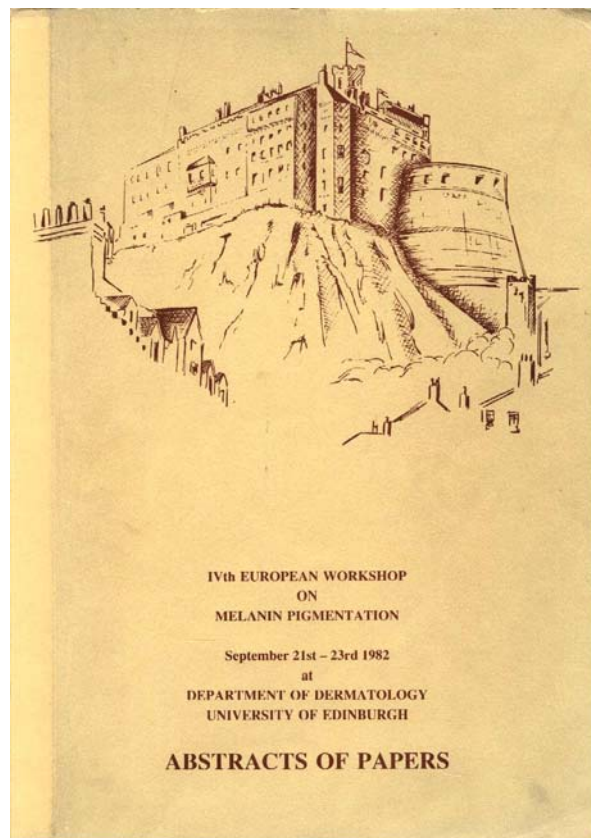 IVth EUROPEAN WORKSHOP
ON
MELANIN PIGMENTATION
September 21st – 23rd 1982
at
DEPARTMENT OF DERMATOLOGY
UNIVERSITY OF EDINBURGH
ABSTRACTS OF PAPERS